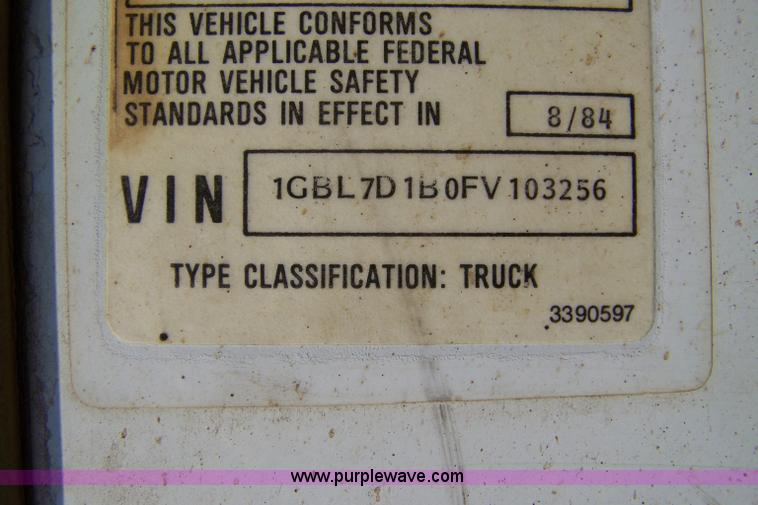 THIS VEHICLE CONFORMS
TO ALL APPLICABLE FEDERAL
MOTOR VEHICLE SAFETY
STANDARDS IN EFFECT IN 8/84
VIN 1GBL7D1B0FV103256
TYPE CLASSIFICATION: TRUCK
3390597
www.purplewave.com